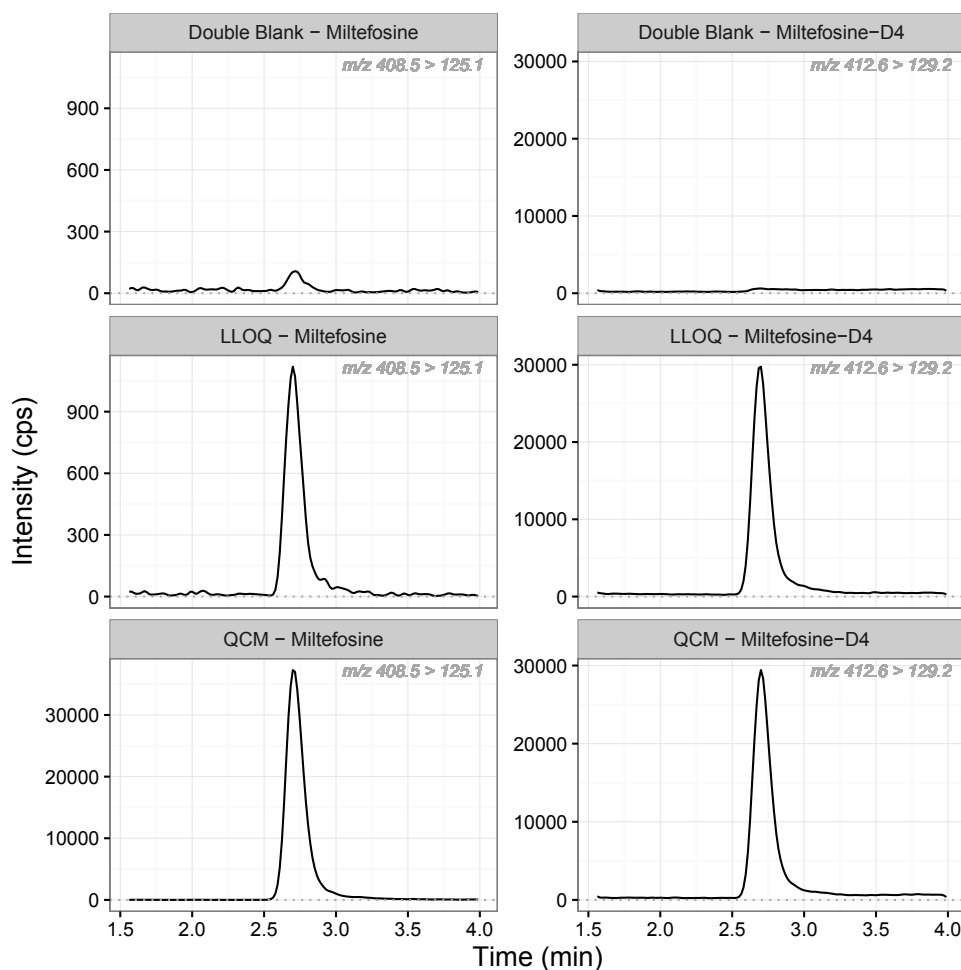 Double Blank − Miltefosine
m/z 408.5 > 125.1
900
600
300
0
Double Blank − Miltefosine−D4
m/z 412.6 > 129.2
30000
20000
10000
0
LLOQ − Miltefosine
m/z 408.5 > 125.1
900
600
300
0
LLOQ − Miltefosine−D4
m/z 412.6 > 129.2
30000
20000
10000
0
QCM − Miltefosine
m/z 408.5 > 125.1
30000
20000
10000
0
QCM − Miltefosine−D4
m/z 412.6 > 129.2
30000
20000
10000
0
Intensity (cps)
1.5 2.0 2.5 3.0 3.5 4.0
1.5 2.0 2.5 3.0 3.5 4.0
Time (min)